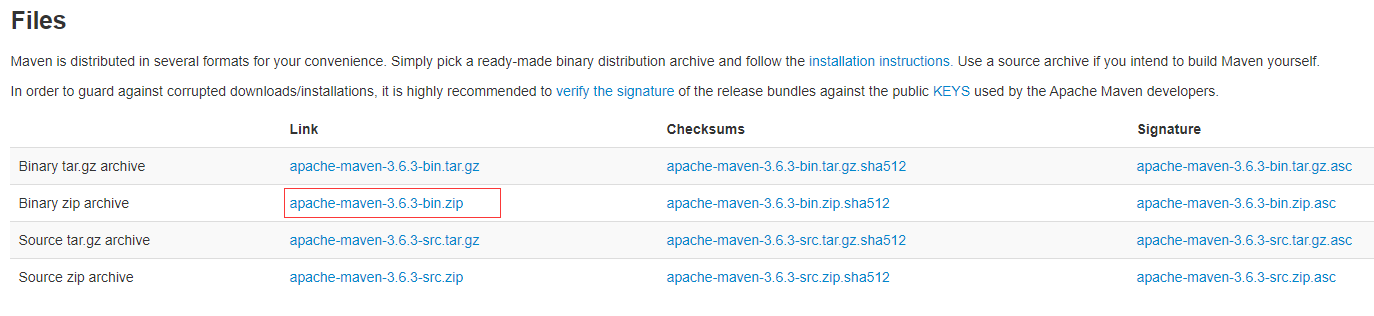 Files
Maven is distributed in several formats for your convenience. Simply pick a ready-made binary distribution archive and follow the installation instructions. Use a source archive if you intend to build Maven yourself.
In order to guard against corrupted downloads/installations, it is highly recommended to verify the signature of the release bundles against the public KEYS used by the Apache Maven developers.
Link Checksums Signature
Binary tar.gz archive apache-maven-3.6.3-bin.tar.gz apache-maven-3.6.3-bin.tar.gz.sha512 apache-maven-3.6.3-bin.tar.gz.asc
Binary zip archive apache-maven-3.6.3-bin.zip apache-maven-3.6.3-bin.zip.sha512 apache-maven-3.6.3-bin.zip.asc
Source tar.gz archive apache-maven-3.6.3-src.tar.gz apache-maven-3.6.3-src.tar.gz.sha512 apache-maven-3.6.3-src.tar.gz.asc
Source zip archive apache-maven-3.6.3-src.zip apache-maven-3.6.3-src.zip.sha512 apache-maven-3.6.3-src.zip.asc